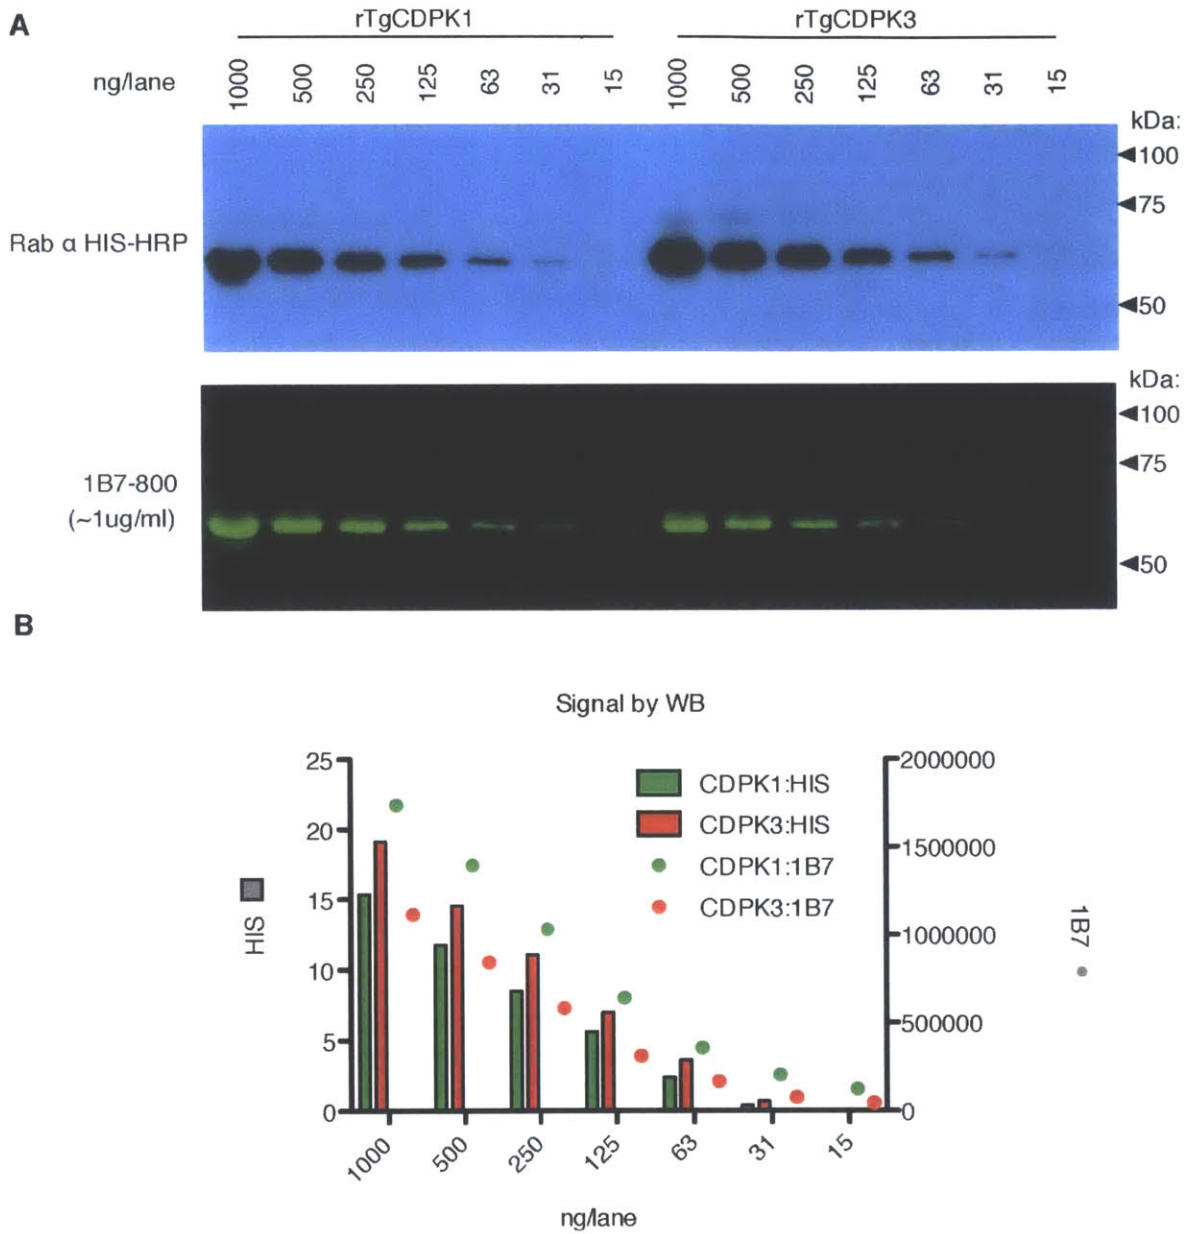 A
rTgCDPK1
rTgCDPK3
ng/lane
1000 500 250 125 63 31 15
1000 500 250 125 63 31 15
kDa:
100
75
Rab α HIS-HRP
50
kDa:
100
75
1B7-800
(~1ug/ml)
50
B
Signal by WB
25
20
15
10
5
0
HIS
CDPK1:HIS
CDPK3:HIS
CDPK1:1B7
CDPK3:1B7
2000000
1500000
1000000
500000
0
1B7
1000 500 250 125 63 31 15
ng/lane